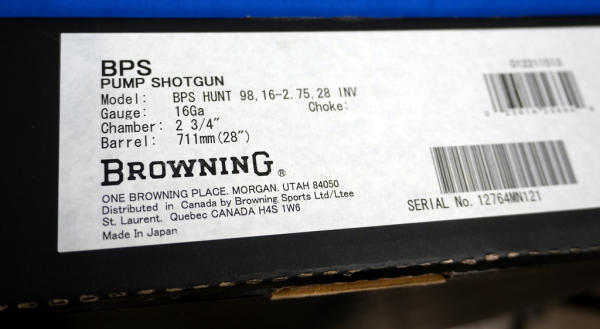 BPS
PUMP SHOTGUN
Model: BPS HUNT 98,16-2.75,28 INV
Gauge: 16Ga Choke:
Chamber: 2 3/4"
Barrel: 711mm(28")
BROWNING®
ONE BROWNING PLACE. MORGAN. UTAH 84050
Distributed in Canada by Browning Sports Ltd/Ltee
St. Laurent. Quebec CANADA H4S 1W6
Made In Japan
012211513
SERIAL No. 12764MN121